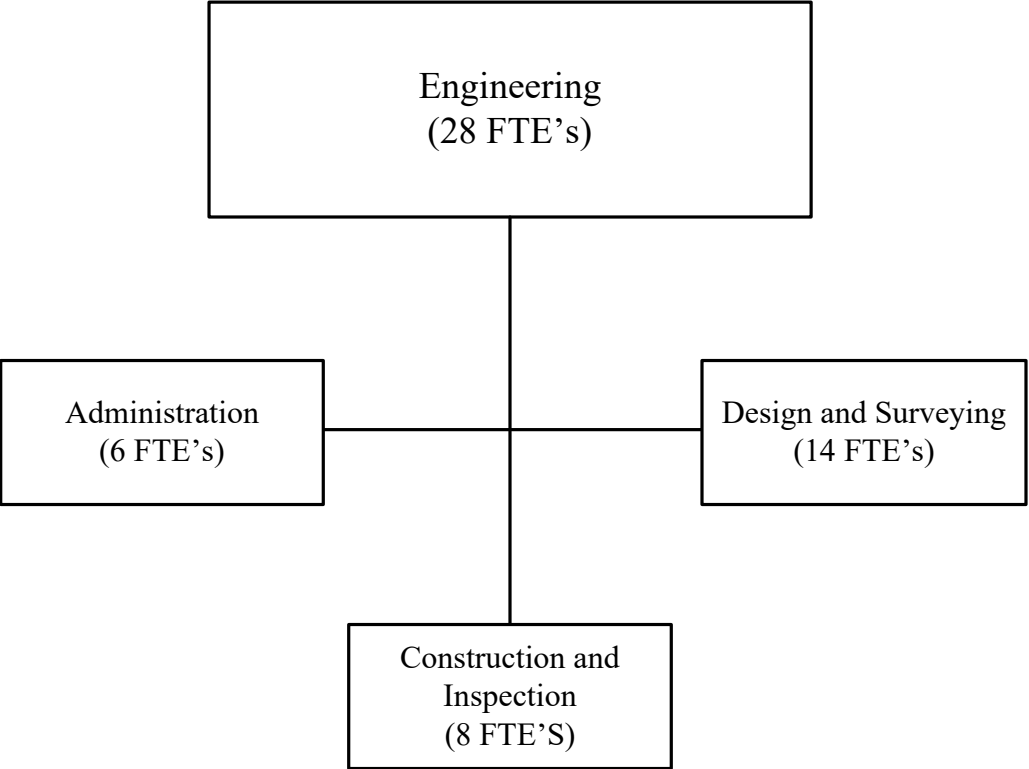 Engineering
(28 FTE’s)
Administration
(6 FTE’s)
Design and Surveying
(14 FTE’s)
Construction and
Inspection
(8 FTE’S)